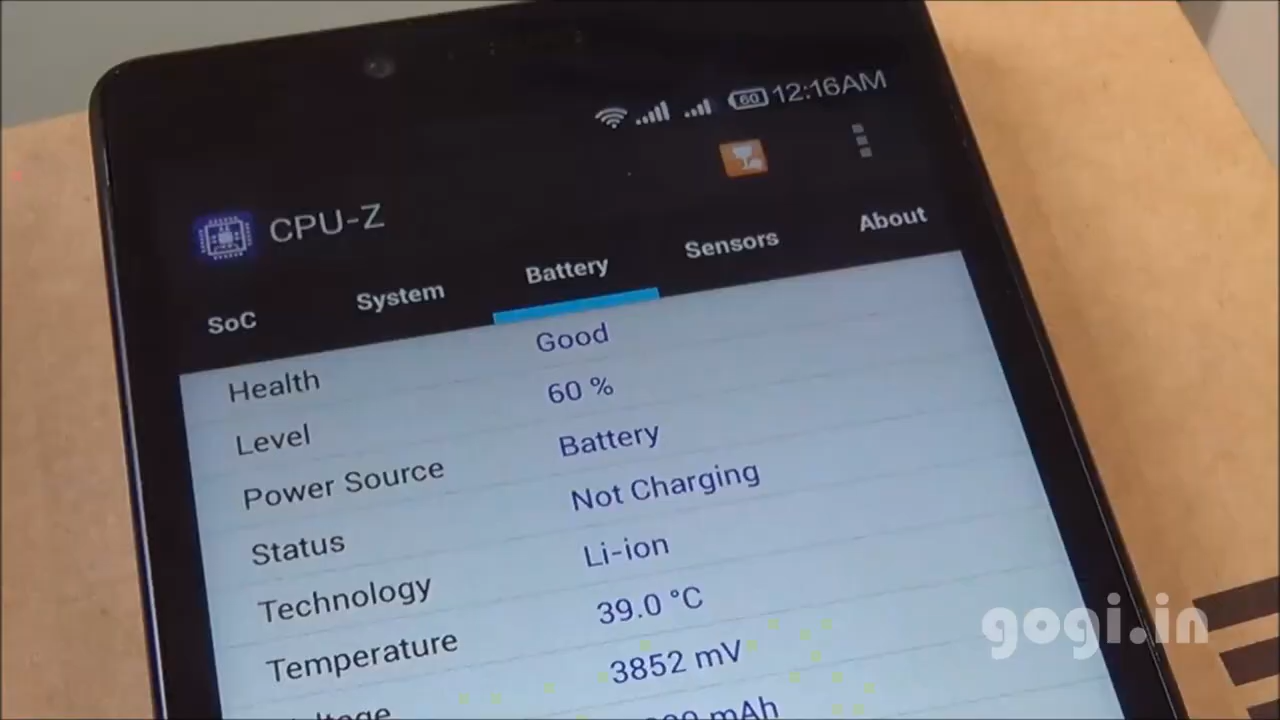 60 12:16AM
CPU-Z
SoC System Battery Sensors About
Health Good
Level 60 %
Power Source Battery
Status Not Charging
Technology Li-ion
Temperature 39.0 °C
3852 mV
mAh
gogi.in